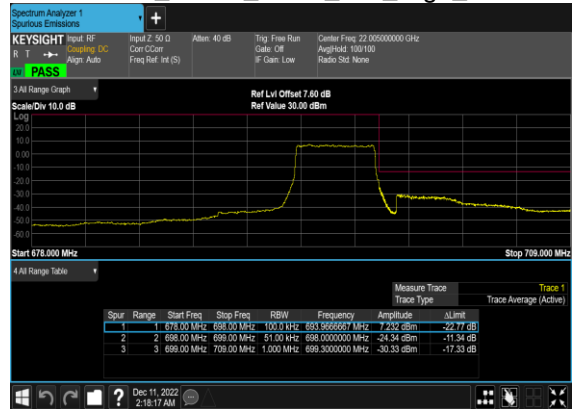 Spectrum Analyzer 1
Spurious Emissions
+
KEYSIGHT Input: RF Input Z: 50 Ω Atten: 40 dB Trig: Free Run Center Freq: 22.005000000 GHz
R T Coupling: DC Corr CCorr Gate: Off Avg|Hold: 100/100
Align: Auto Freq Ref: Int (S) IF Gain: Low Radio Std: None
PASS
3 All Range Graph
Ref Lvl Offset 7.60 dB
Scale/Div 10.0 dB Ref Value 30.00 dBm
Log
20.0
10.0
0.00
-10.0
-20.0
-30.0
-40.0
-50.0
-60.0
Start 678.000 MHz Stop 709.000 MHz
4 All Range Table
Measure Trace Trace 1
Trace Type Trace Average (Active)
Spur Range Start Freq Stop Freq RBW Frequency Amplitude ΔLimit
1 1 678.00 MHz 698.00 MHz 100.0 kHz 693.9666667 MHz 7.232 dBm -22.77 dB
2 2 698.00 MHz 699.00 MHz 51.00 kHz 698.0000000 MHz -24.34 dBm -11.34 dB
3 3 699.00 MHz 709.00 MHz 1.000 MHz 699.3000000 MHz -30.33 dBm -17.33 dB
?
Dec 11, 2022
2:18:17 AM